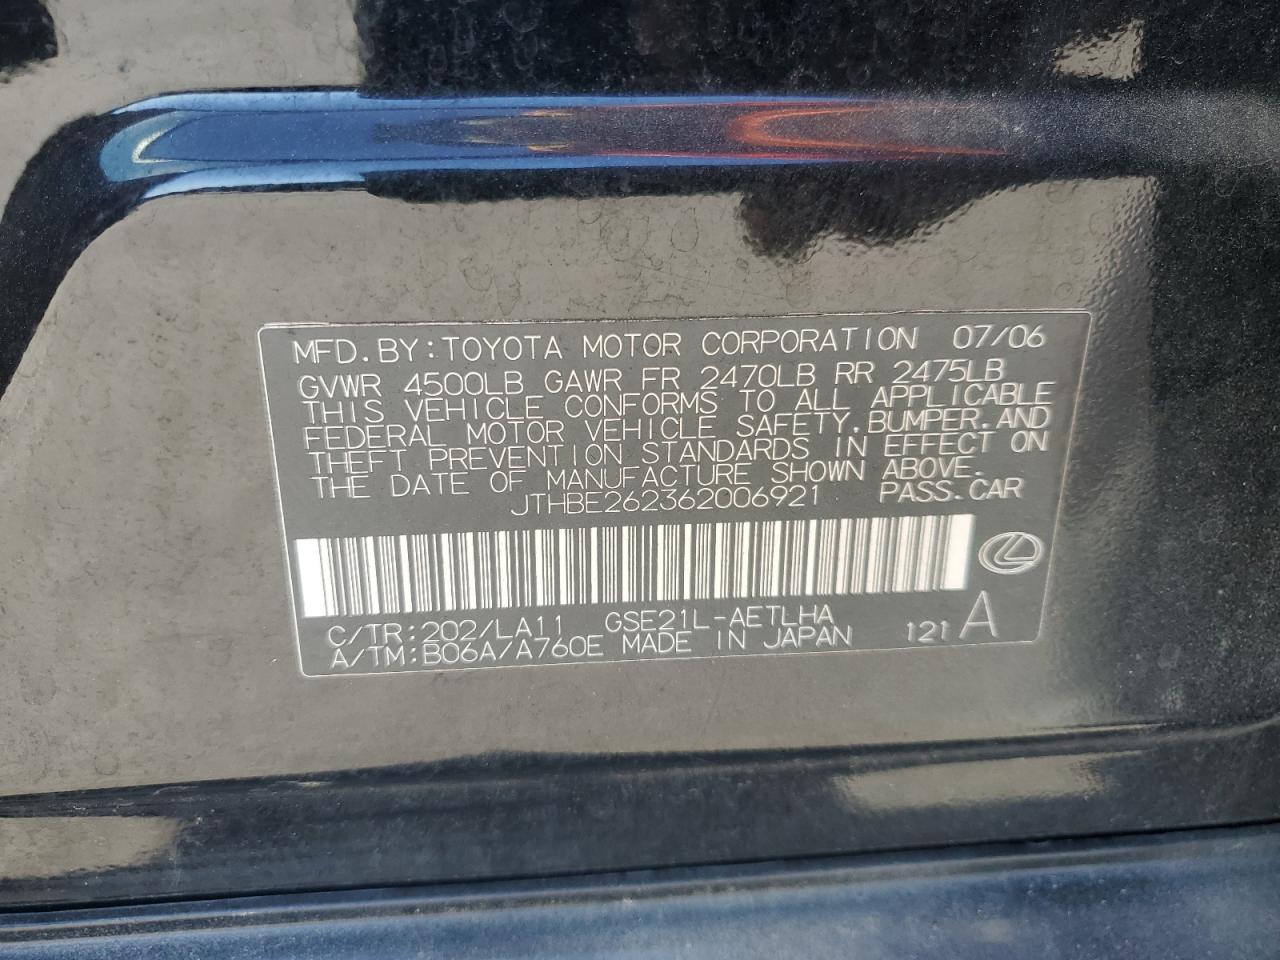 MFD.BY:TOYOTA MOTOR CORPORATION 07/06
GVWR 4500LB GAWR FR 2470LB RR 2475LB
THIS VEHICLE CONFORMS TO ALL APPLICABLE
FEDERAL MOTOR VEHICLE SAFETY,BUMPER,AND
THEFT PREVENTION STANDARDS IN EFFECT ON
THE DATE OF MANUFACTURE SHOWN ABOVE.
JTHBE262362006921 PASS.CAR
C/TR:202/LA11 GSE21L-AETLHA
A/TM:B06A/A760E MADE IN JAPAN 121 A